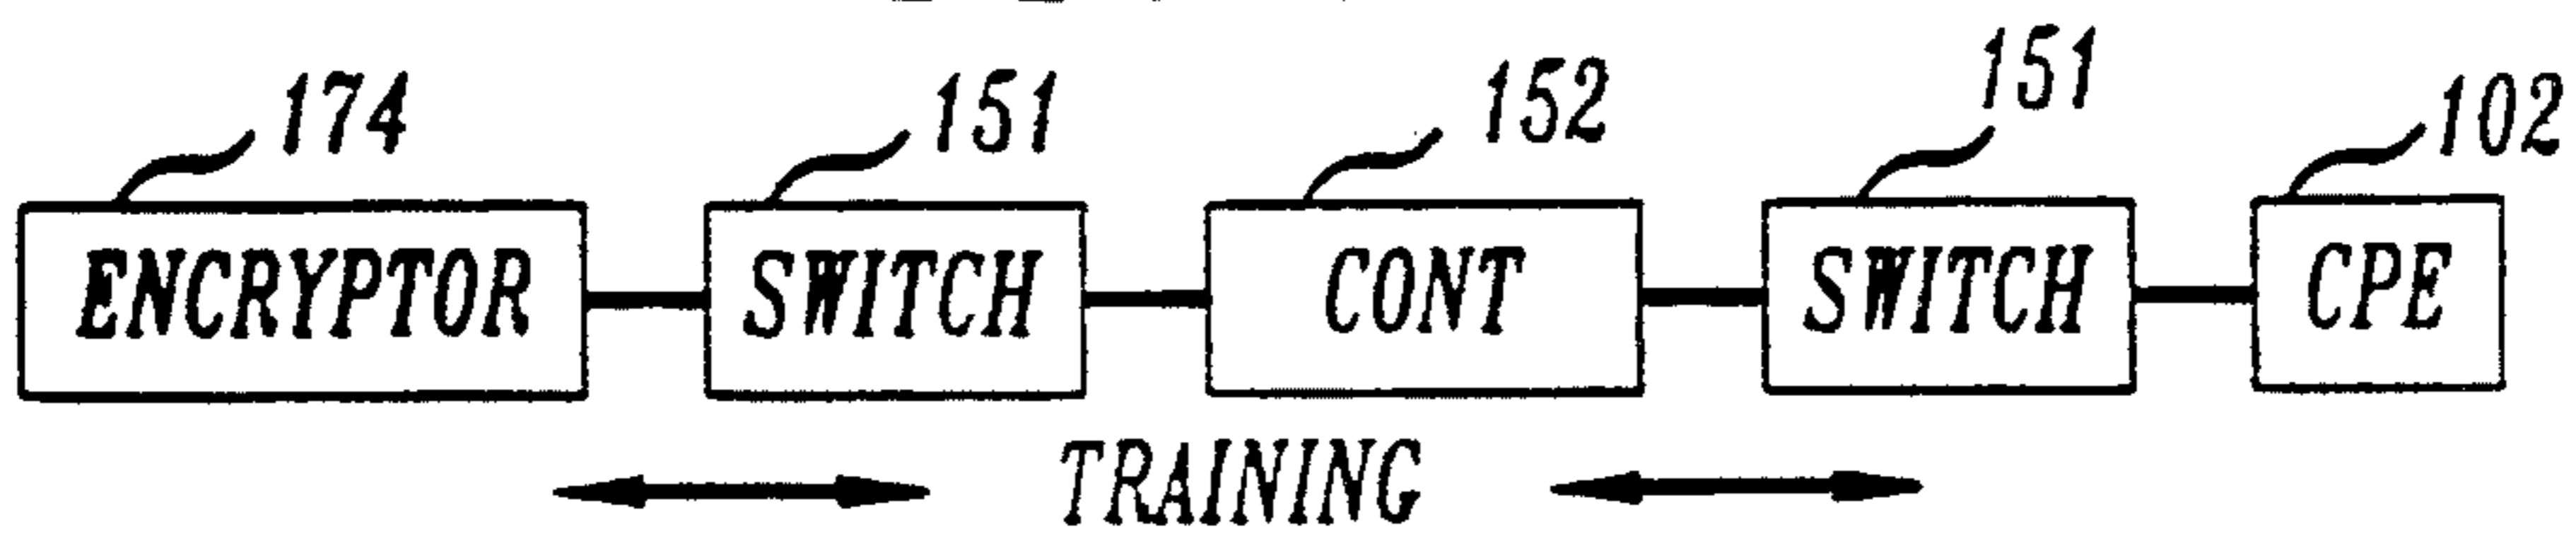 174 151 152 151 102
ENCRYPTOR SWITCH CONT SWITCH CPE
TRAINING